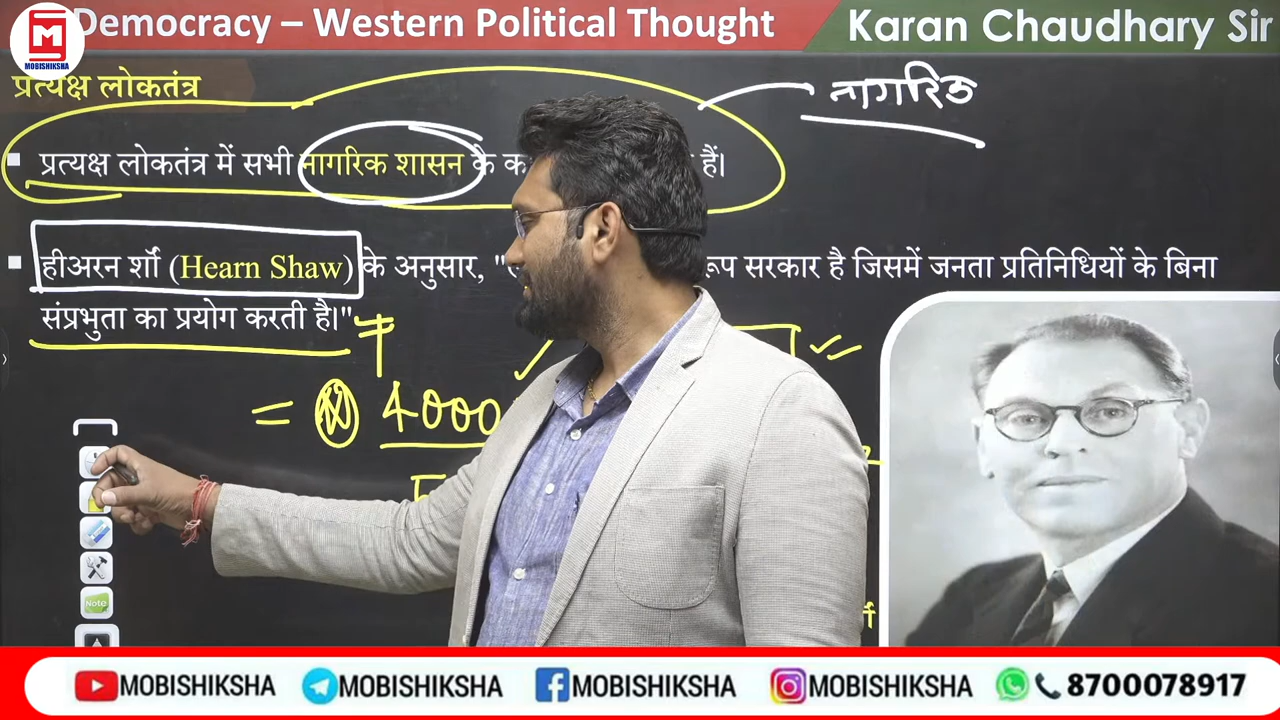 Democracy – Western Political Thought
Karan Chaudhary Sir
M
MOBISHIKSHA
प्रत्यक्ष लोकतंत्र
नागरिक
प्रत्यक्ष लोकतंत्र में सभी नागरिक शासन के हैं।
हीअरन शॉ (Hearn Shaw) के अनुसार, " रूप सरकार है जिसमें जनता प्रतिनिधियों के बिना
संप्रभुता का प्रयोग करती है।"
= 4000
Note
MOBISHIKSHA MOBISHIKSHA MOBISHIKSHA MOBISHIKSHA 8700078917